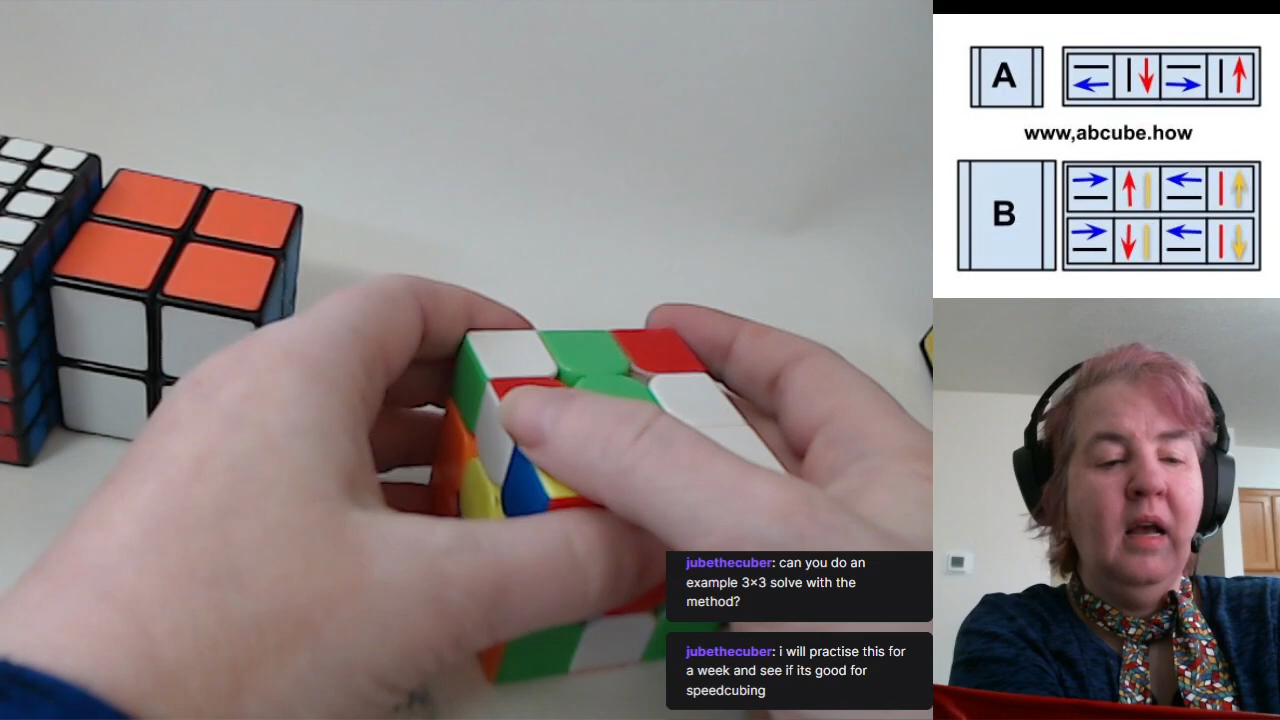 A
www,abcube.how
B
jubethecuber: can you do an
example 3×3 solve with the
method?
jubethecuber: i will practise this for
a week and see if its good for
speedcubing